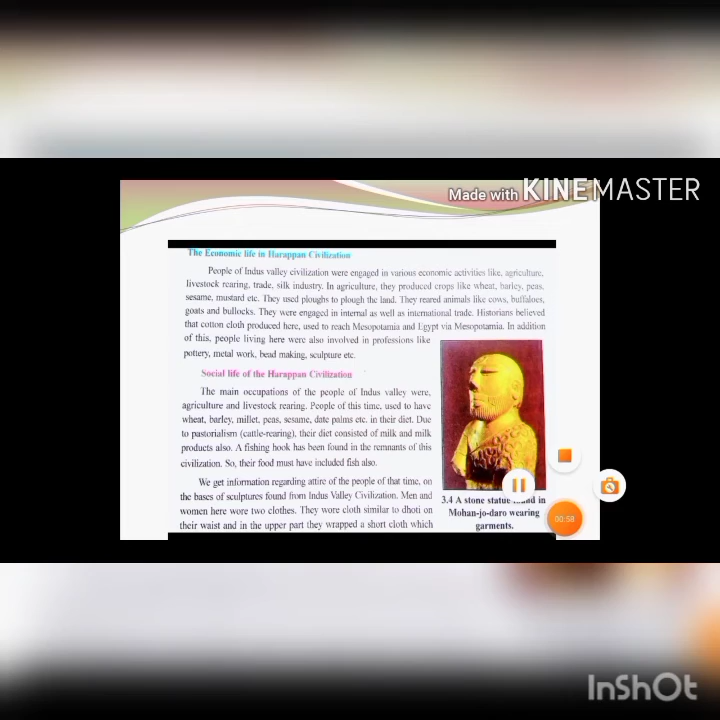 Made with KINEMASTER
The Economic life in Harappan Civilization
People of Indus valley civilization were engaged in various economic activities like, agriculture,
livestock rearing, trade, silk industry. In agriculture, they produced crops like wheat, barley, peas,
sesame, mustard etc. They used ploughs to plough the land. They reared animals like cows, buffaloes,
goats and bullocks. They were engaged in internal as well as international trade. Historians believed
that cotton cloth produced here, used to reach Mesopotamia and Egypt via Mesopotamia. In addition
of this, people living here were also involved in professions like
pottery, metal work, bead making, sculpture etc.
Social life of the Harappan Civilization
The main occupations of the people of Indus valley were,
agriculture and livestock rearing. People of this time, used to have
wheat, barley, millet, peas, sesame, date palms etc. in their diet. Due
to pastorialism (cattle-rearing), their diet consisted of milk and milk
products also. A fishing hook has been found in the remnants of this
civilization. So, their food must have included fish also.
We get information regarding attire of the people of that time, on
the bases of sculptures found from Indus Valley Civilization. Men and
women here wore two clothes. They wore cloth similar to dhoti on
their waist and in the upper part they wrapped a short cloth which
3.4 A stone statue found in
Mohan-jo-daro wearing
garments.
00:58
InShOt